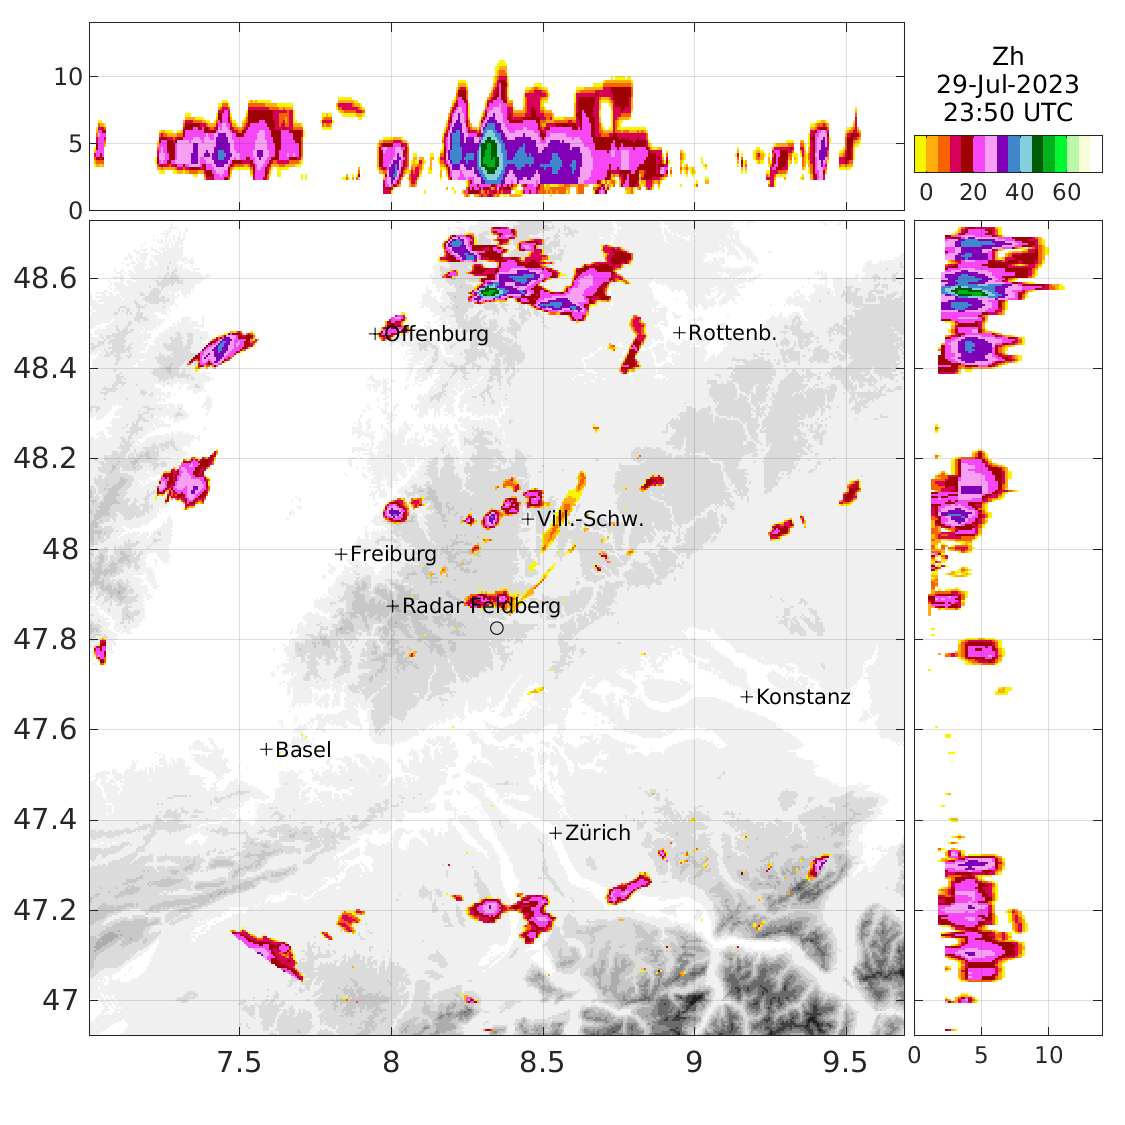 Zh
29-Jul-2023
23:50 UTC
0 20 40 60
10
5
0
48.6
48.4
48.2
48
47.8
47.6
47.4
47.2
47
Offenburg
Rottenb.
Vill.-Schw.
Freiburg
Radar Feldberg
Konstanz
Basel
Zürich
7.5 8 8.5 9 9.5
0 5 10